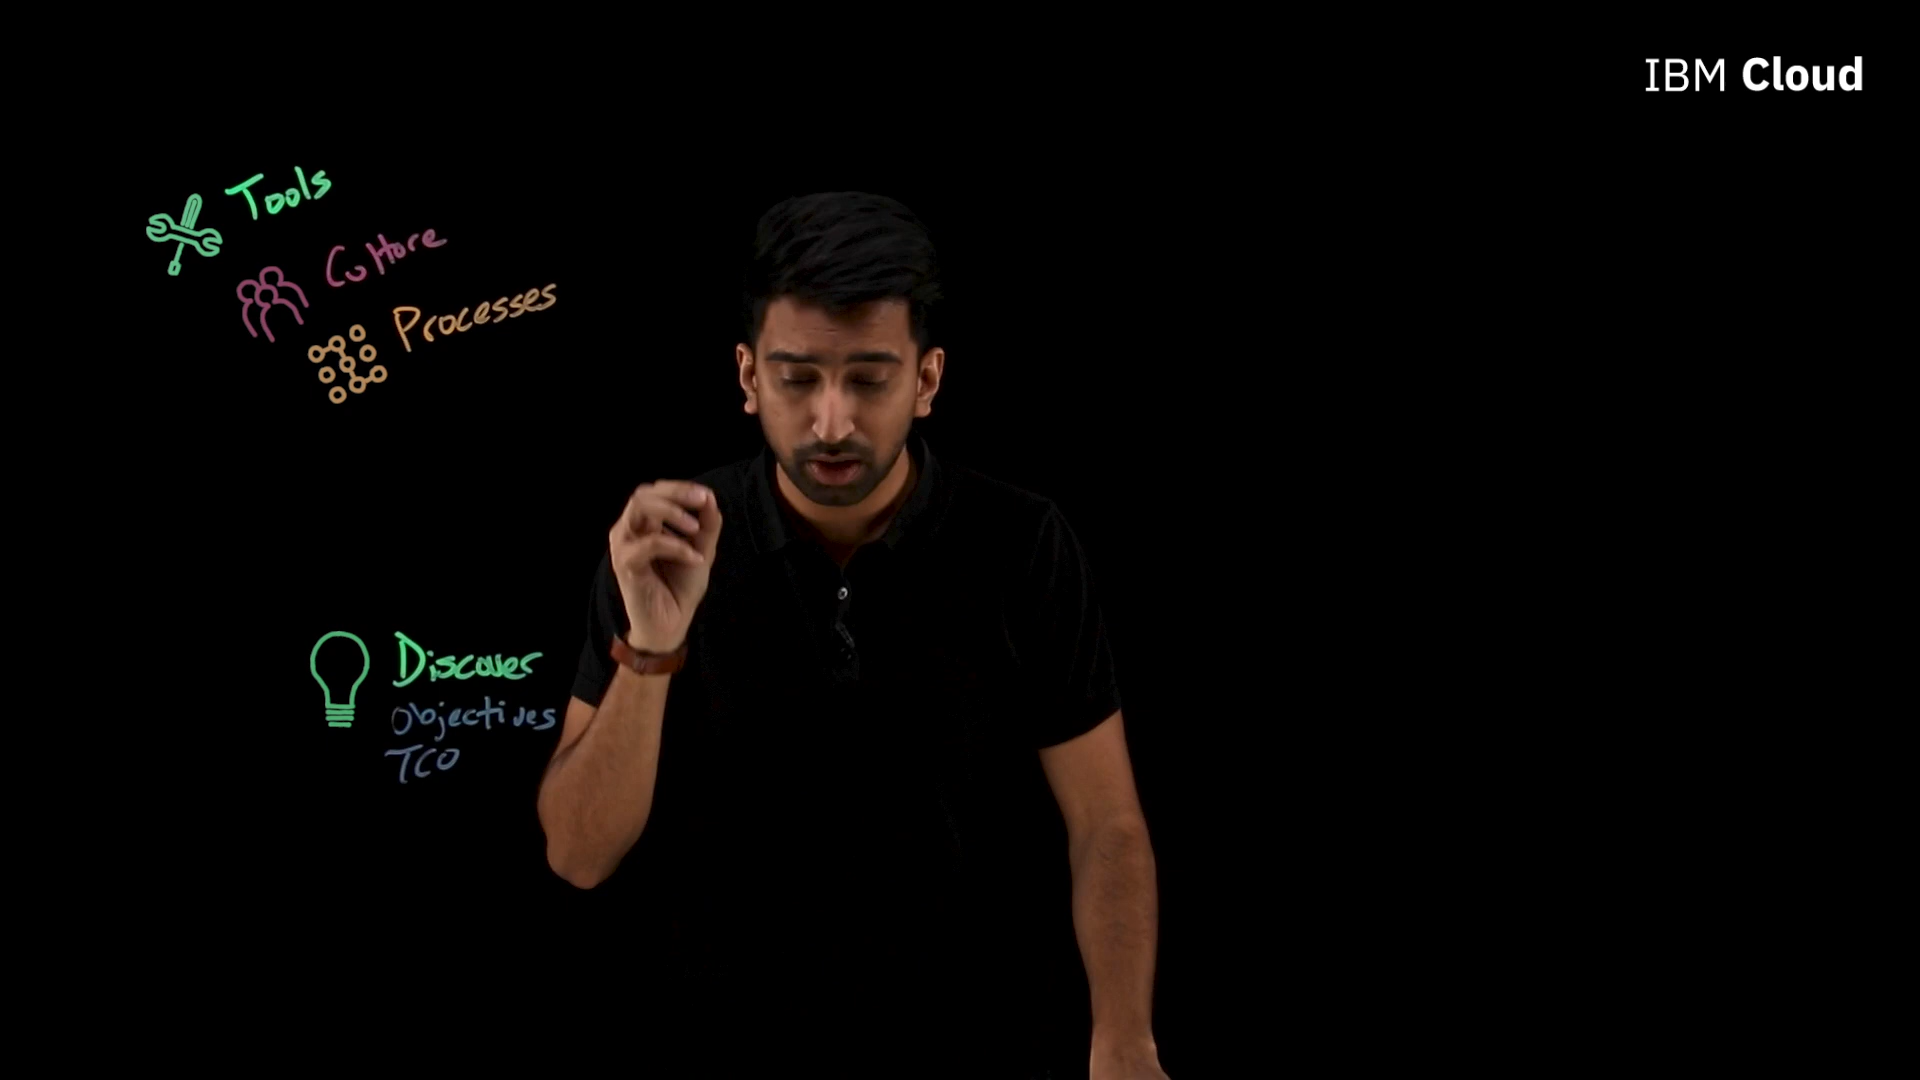 IBM Cloud
Tools
Culture
Processes
Discover
Objectives
TCO